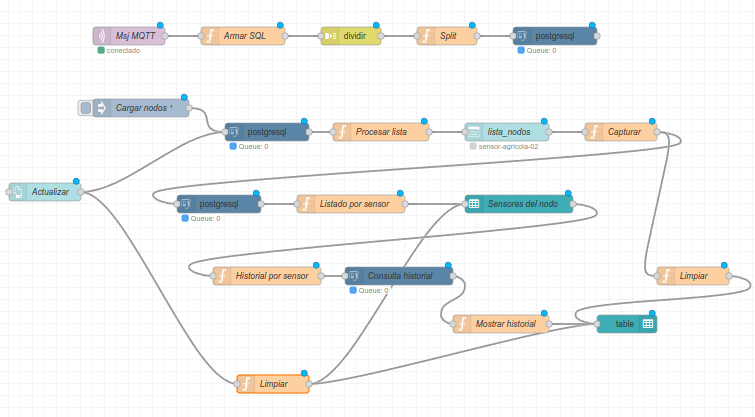 Msj MQTT
conectado
Armar SQL
dividir
Split
postgresql
Queue: 0
Cargar nodos ¹
postgresql
Queue: 0
Procesar lista
lista_nodos
sensor-agricola-02
Capturar
Actualizar
postgresql
Queue: 0
Listado por sensor
Sensores del nodo
Historial por sensor
Consulta historial
Queue: 0
Limpiar
Mostrar historial
table
Limpiar